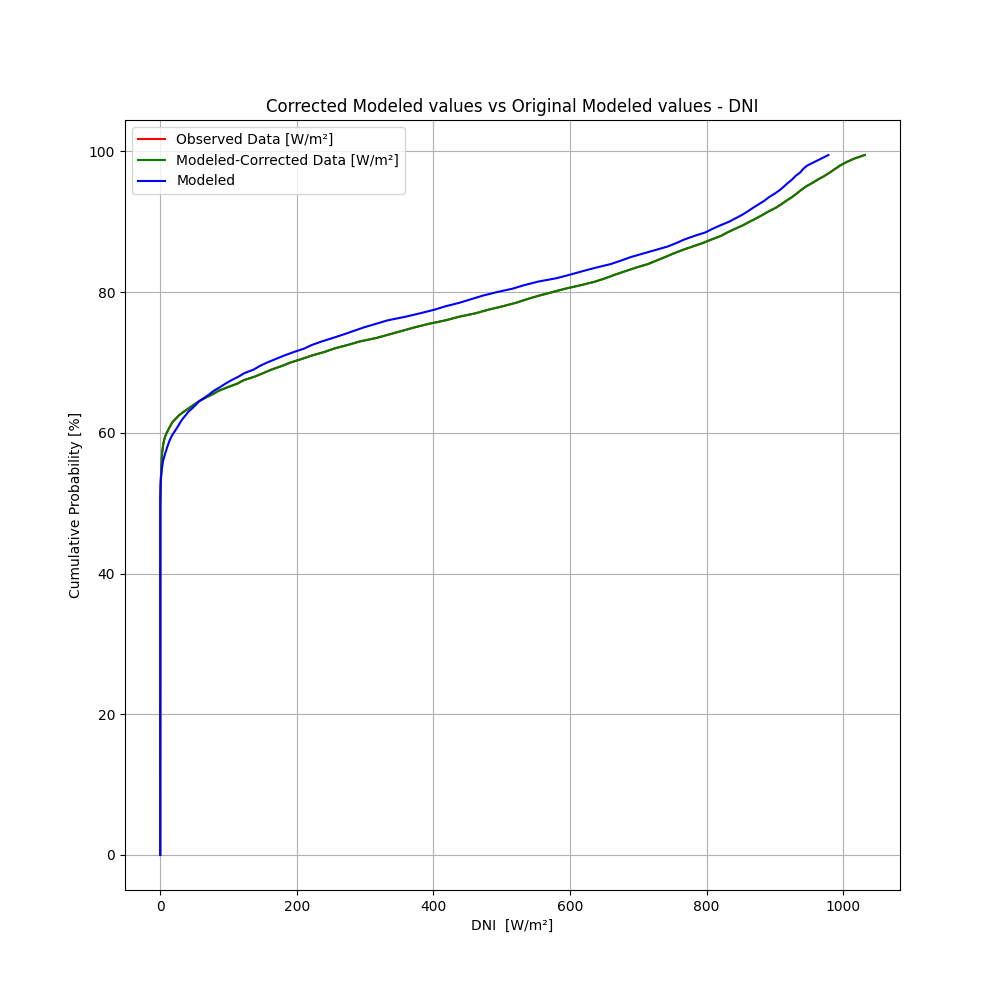 Corrected Modeled values vs Original Modeled values - DNI
Observed Data [W/m²]
Modeled-Corrected Data [W/m²]
Modeled
100
80
60
40
20
0
Cumulative Probability [%]
0 200 400 600 800 1000
DNI  [W/m²]